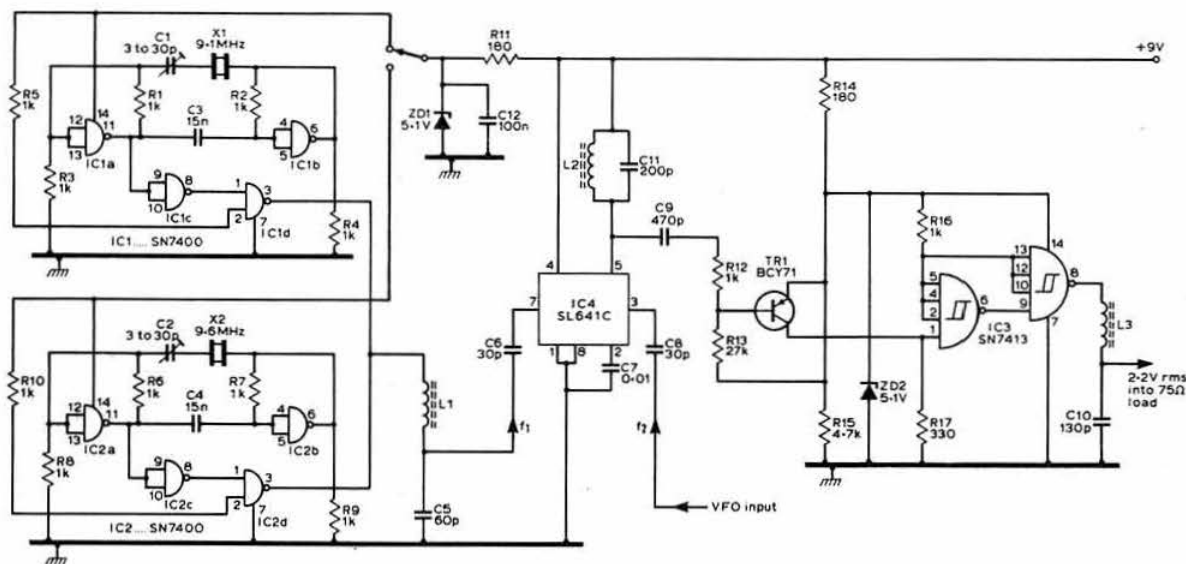 C1
3 to 30p
X1
9·1MHz
R5
1k
R1
1k
C3
15n
R2
1k
12
13
14
11
IC1a
4
5
6
IC1b
R3
1k
9
10
8
IC1c
1
2
3
7
IC1d
R4
1k
IC1.... SN7400
C2
3 to 30p
X2
9·6MHz
R10
1k
R6
1k
C4
15n
R7
1k
12
13
14
11
IC2a
4
5
6
IC2b
R8
1k
9
10
8
IC2c
1
2
3
7
IC2d
R9
1k
IC2.... SN7400
R11
180
ZD1
5·1V
C12
100n
L1
C5
60p
C6
30p
f1
L2
C11
200p
4
5
7
IC4
SL641C
3
1
8
2
C7
0·01
C8
30p
f2
VFO input
C9
470p
R12
1k
TR1
BCY71
R13
27k
+9V
R14
180
R15
4·7k
ZD2
5·1V
R16
1k
R17
330
5
4
2
1
6
IC3
SN7413
13
12
10
9
14
8
7
L3
C10
130p
2·2V rms
into 75Ω
load